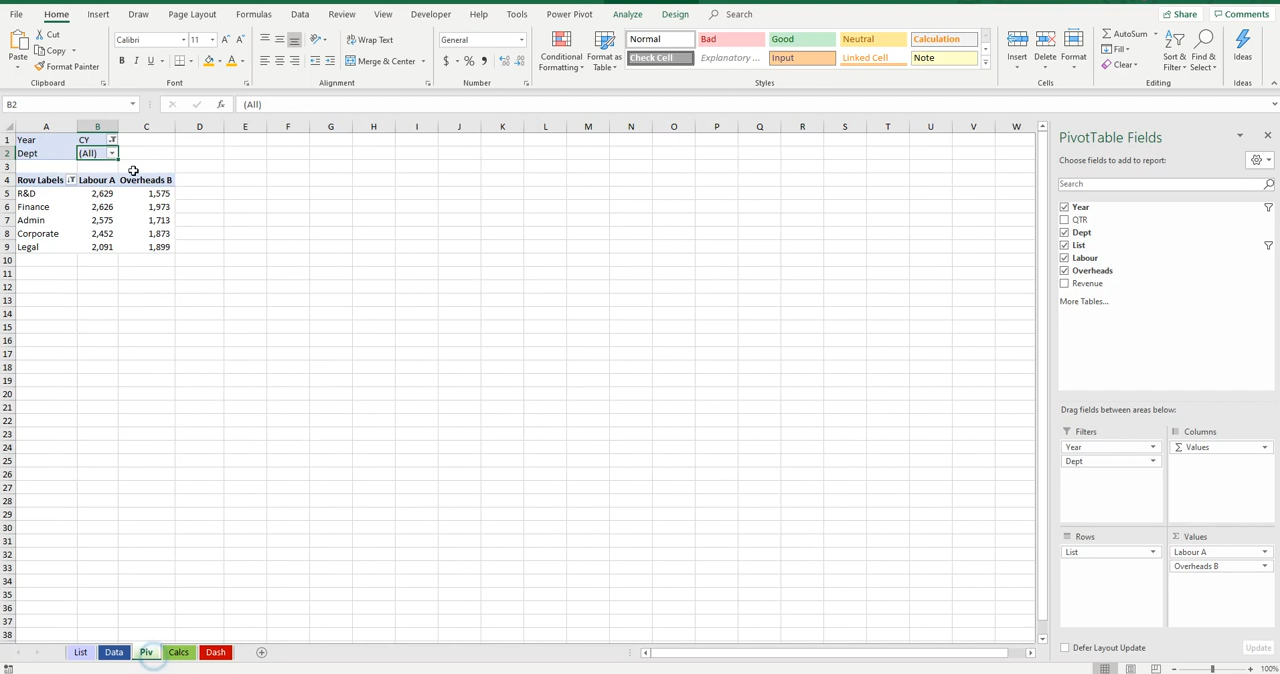 File Home Insert Draw Page Layout Formulas Data Review View Developer Help Tools Power Pivot Analyze Design Search Share Comments
Paste Cut Copy Format Painter Clipboard
Calibri 11 B I U Font
Wrap Text Merge & Center Alignment
General $ % Number
Conditional Formatting Format as Table
Normal Bad Good Neutral Calculation
Check Cell Explanatory ... Input Linked Cell Note
Styles
Insert Delete Format Cells
AutoSum Fill Clear Sort & Filter Find & Select Editing
Ideas Ideas
B2 fx (All)
A B C D E F G H I J K L M N O P Q R S T U V W
1 Year CY
2 Dept (All)
3
4 Row Labels Labour A Overheads B
5 R&D 2,629 1,575
6 Finance 2,626 1,973
7 Admin 2,575 1,713
8 Corporate 2,452 1,873
9 Legal 2,091 1,899
10
11
12
13
14
15
16
17
18
19
20
21
22
23
24
25
26
27
28
29
30
31
32
33
34
35
36
37
38
PivotTable Fields
Choose fields to add to report:
Search
Year
QTR
Dept
List
Labour
Overheads
Revenue
More Tables...
Drag fields between areas below:
Filters Columns
Year Σ Values
Dept
Rows Σ Values
List Labour A
Overheads B
Defer Layout Update Update
List Data Piv Calcs Dash
100%